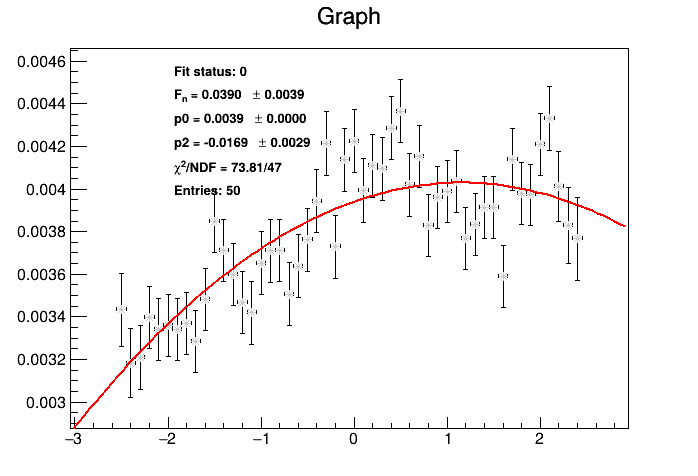 Graph
0.0046
0.0044
0.0042
0.004
0.0038
0.0036
0.0034
0.0032
0.003
Fit status: 0
Fn = 0.0390 ± 0.0039
p0 = 0.0039 ± 0.0000
p2 = -0.0169 ± 0.0029
χ²/NDF = 73.81/47
Entries: 50
−3 −2 −1 0 1 2